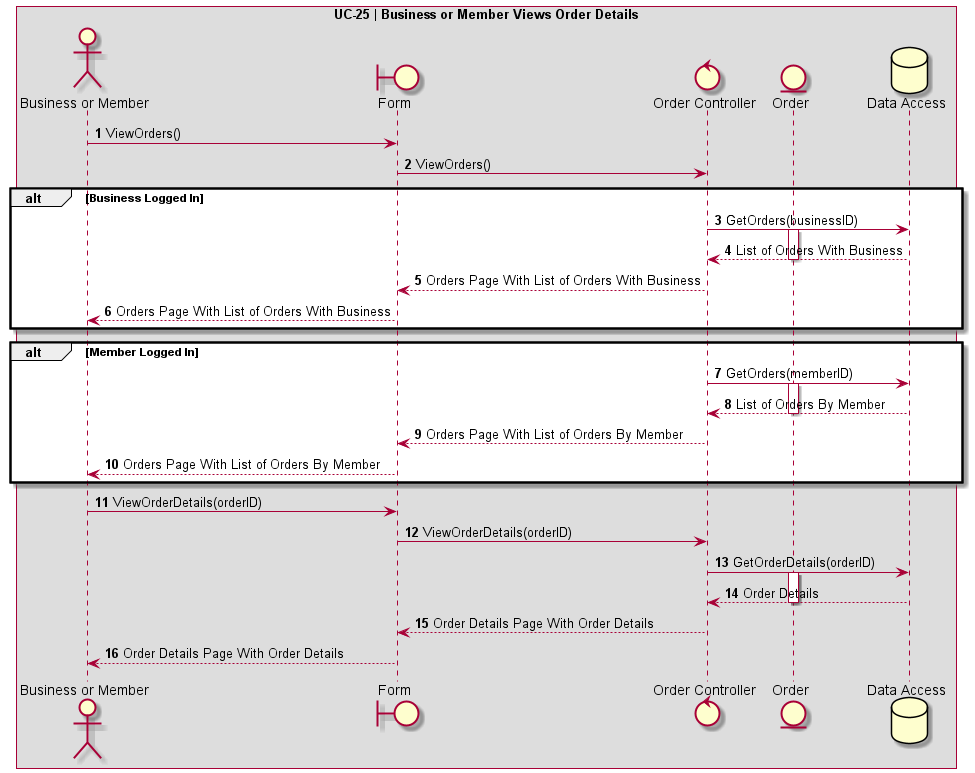 UC-25 | Business or Member Views Order Details
Business or Member
Form
Order Controller
Order
Data Access
1 ViewOrders()
2 ViewOrders()
alt [Business Logged In]
3 GetOrders(businessID)
4 List of Orders With Business
5 Orders Page With List of Orders With Business
6 Orders Page With List of Orders With Business
alt [Member Logged In]
7 GetOrders(memberID)
8 List of Orders By Member
9 Orders Page With List of Orders By Member
10 Orders Page With List of Orders By Member
11 ViewOrderDetails(orderID)
12 ViewOrderDetails(orderID)
13 GetOrderDetails(orderID)
14 Order Details
15 Order Details Page With Order Details
16 Order Details Page With Order Details
Business or Member
Form
Order Controller
Order
Data Access